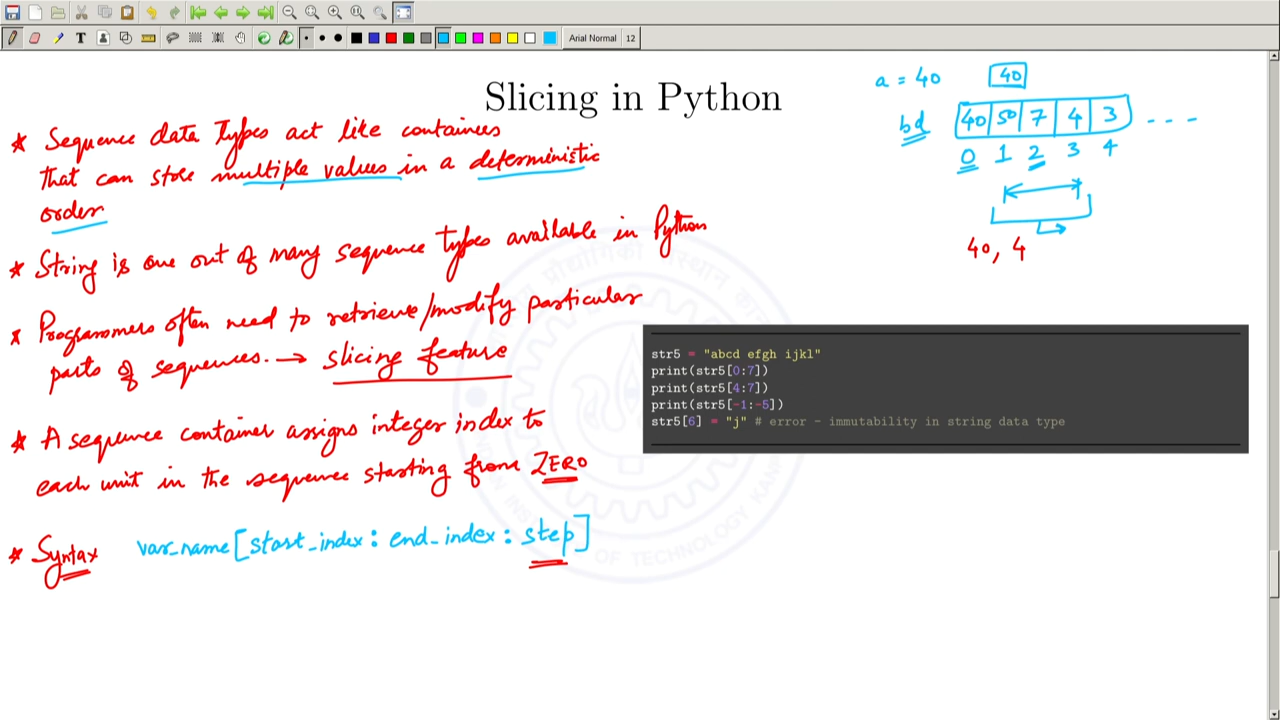 Arial Normal 12
Slicing in Python
* Sequence data types act like containers
that can store multiple values in a deterministic
order
* String is one out of many sequence types available in Python
* Programmers often need to retrieve/modify particular
parts of sequences. → slicing feature
* A sequence container assigns integer index to
each unit in the sequence starting from ZERO
* Syntax var_name[start_index: end_index: step]
a = 40 40
bd 40 50 7 4 3 - - -
0 1 2 3 4
40, 4
str5 = "abcd efgh ijkl"
print(str5[0:7])
print(str5[4:7])
print(str5[-1:-5])
str5[6] = "j" # error - immutability in string data type
OF TECHNOLOGY